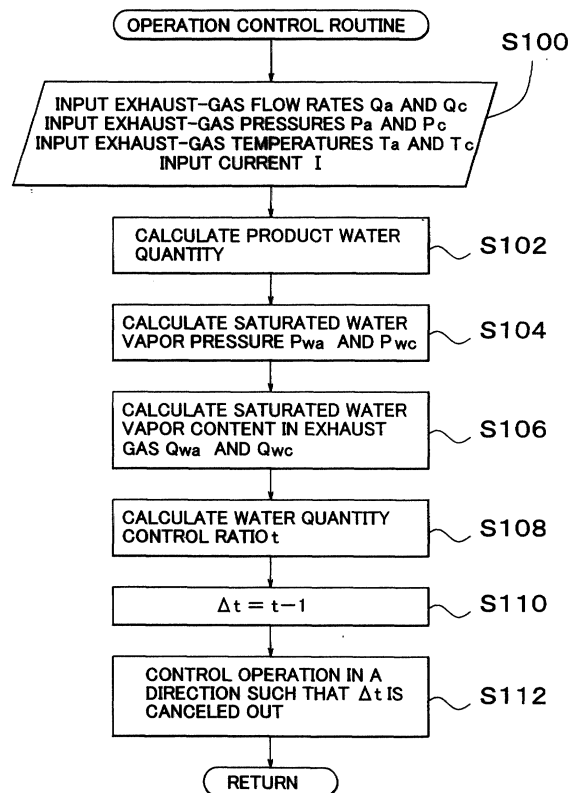 OPERATION CONTROL ROUTINE
S100
INPUT EXHAUST-GAS FLOW RATES Qa AND Qc
INPUT EXHAUST-GAS PRESSURES Pa AND Pc
INPUT EXHAUST-GAS TEMPERATURES Ta AND Tc
INPUT CURRENT I
CALCULATE PRODUCT WATER
QUANTITY
S102
CALCULATE SATURATED WATER
VAPOR PRESSURE Pwa AND Pwc
S104
CALCULATE SATURATED WATER
VAPOR CONTENT IN EXHAUST
GAS Qwa AND Qwc
S106
CALCULATE WATER QUANTITY
CONTROL RATIO t
S108
Δt = t-1
S110
CONTROL OPERATION IN A
DIRECTION SUCH THAT Δt IS
CANCELED OUT
S112
RETURN